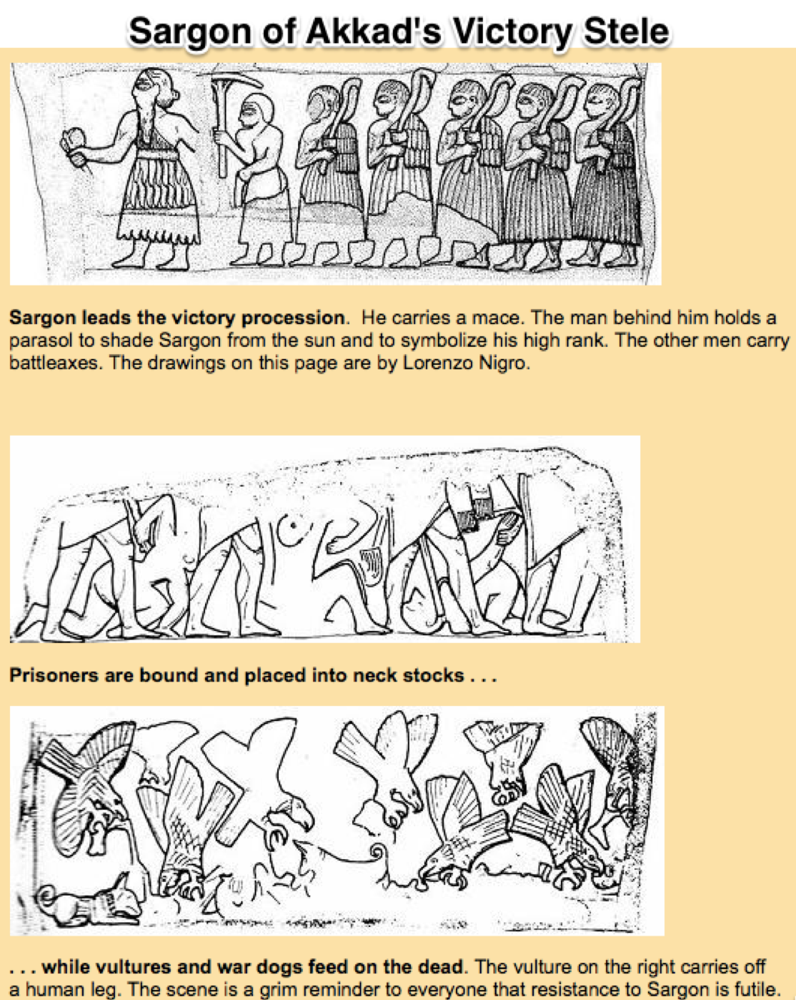 Sargon of Akkad's Victory Stele
Sargon leads the victory procession. He carries a mace. The man behind him holds a
parasol to shade Sargon from the sun and to symbolize his high rank. The other men carry
battleaxes. The drawings on this page are by Lorenzo Nigro.
Prisoners are bound and placed into neck stocks . . .
. . . while vultures and war dogs feed on the dead. The vulture on the right carries off
a human leg. The scene is a grim reminder to everyone that resistance to Sargon is futile.